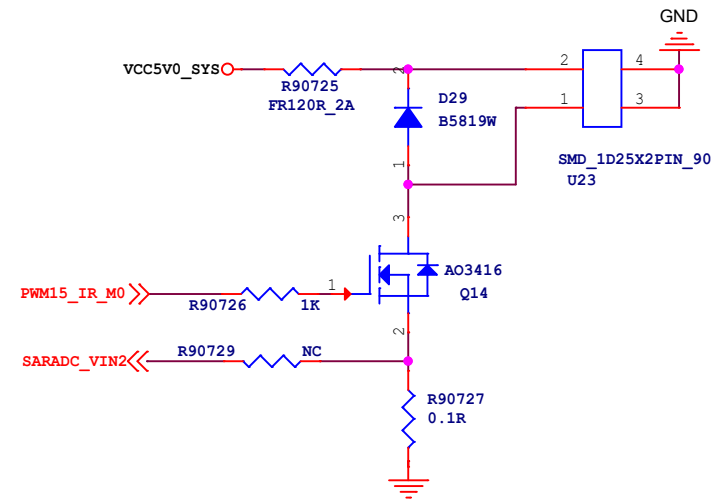 GND
VCC5V0_SYS
R90725
FR120R_2A
2
D29
B5819W
1
2
1
4
3
SMD_1D25X2PIN_90
U23
3
AO3416
Q14
1
2
PWM15_IR_M0
R90726
1K
SARADC_VIN2
R90729
NC
R90727
0.1R